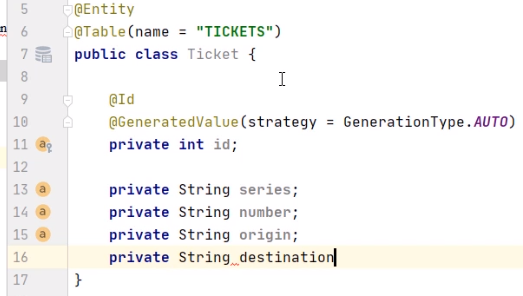 5 @Entity
6 @Table(name = "TICKETS")
7 public class Ticket {
8
9 @Id
10 @GeneratedValue(strategy = GenerationType.AUTO)
11 private int id;
12
13 private String series;
14 private String number;
15 private String origin;
16 private String destination
17 }